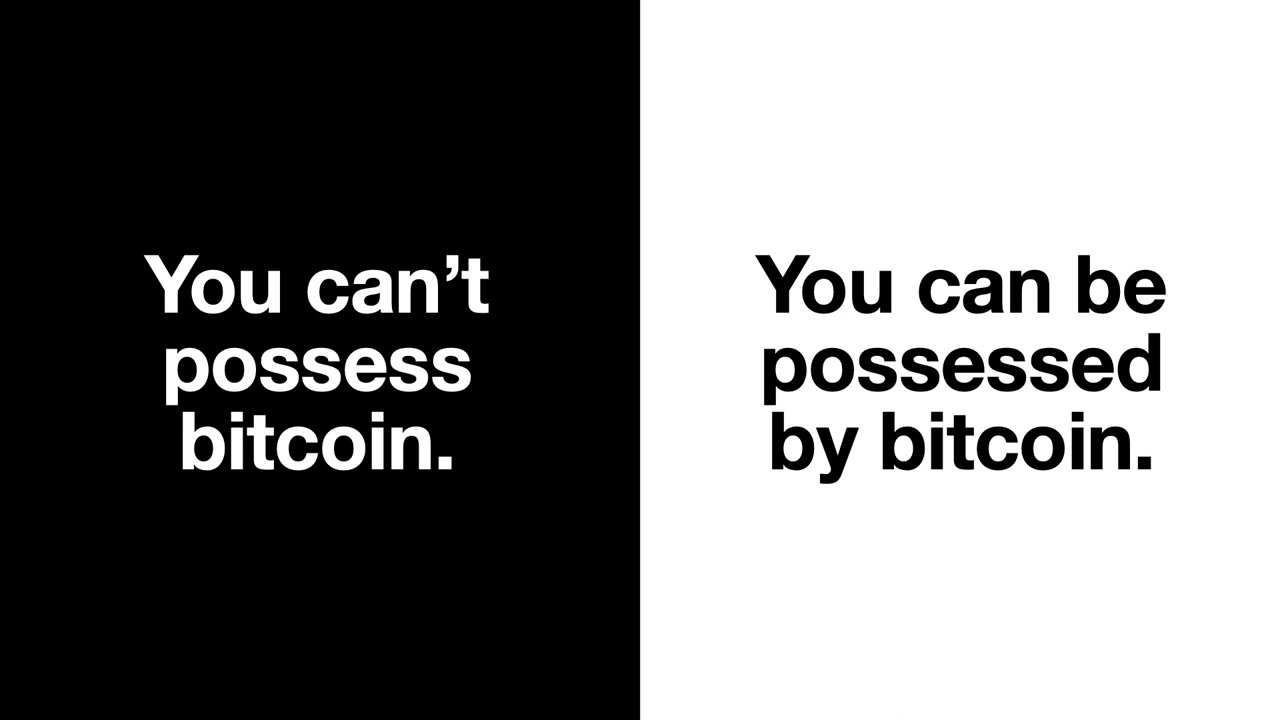 You can’t
possess
bitcoin.
You can be
possessed
by bitcoin.